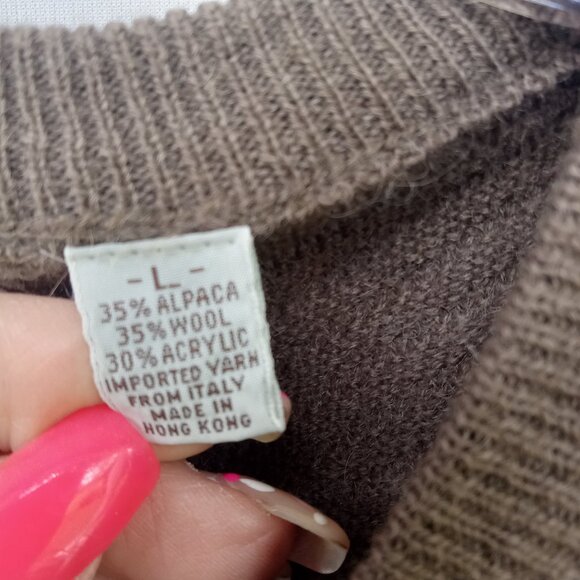 - L -
35% ALPACA
35% WOOL
30% ACRYLIC
IMPORTED YARN
FROM ITALY
MADE IN
HONG KONG